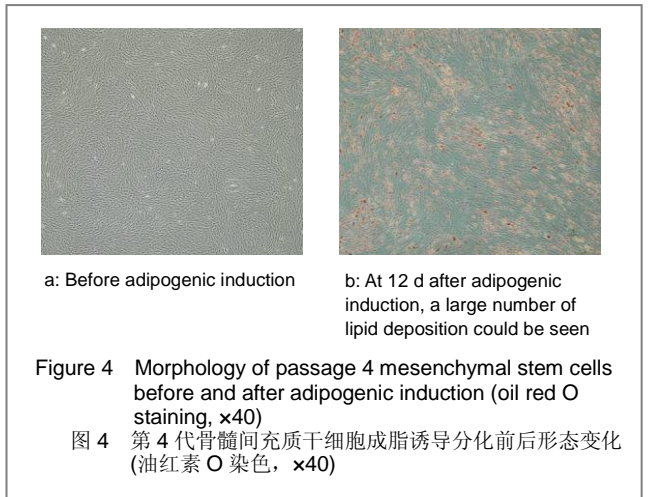 a: Before adipogenic induction
b: At 12 d after adipogenic
induction, a large number of
lipid deposition could be seen
Figure 4 Morphology of passage 4 mesenchymal stem cells
before and after adipogenic induction (oil red O
staining, ×40)
图 4 第 4 代骨髓间充质干细胞成脂诱导分化前后形态变化
(油红素 O 染色，×40)